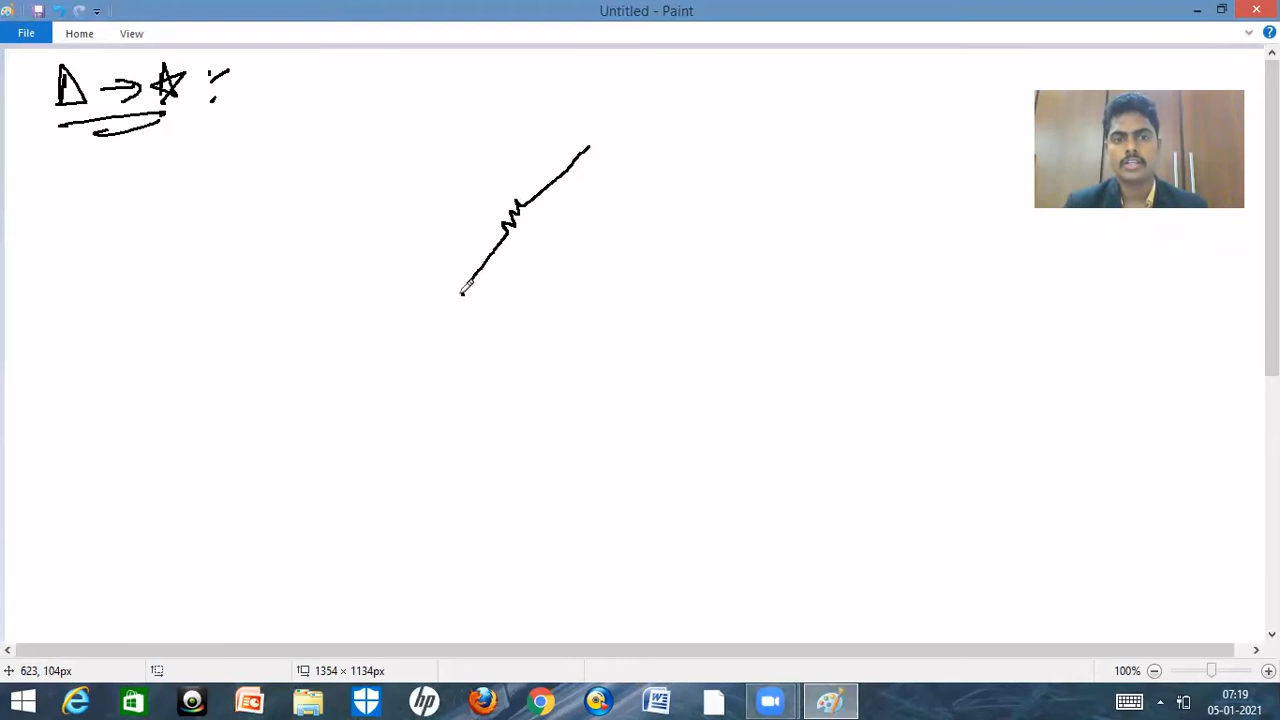 Untitled - Paint
File Home View
Δ → ☆ :
623, 104px
1354 × 1134px
100%
07:19
05-01-2021